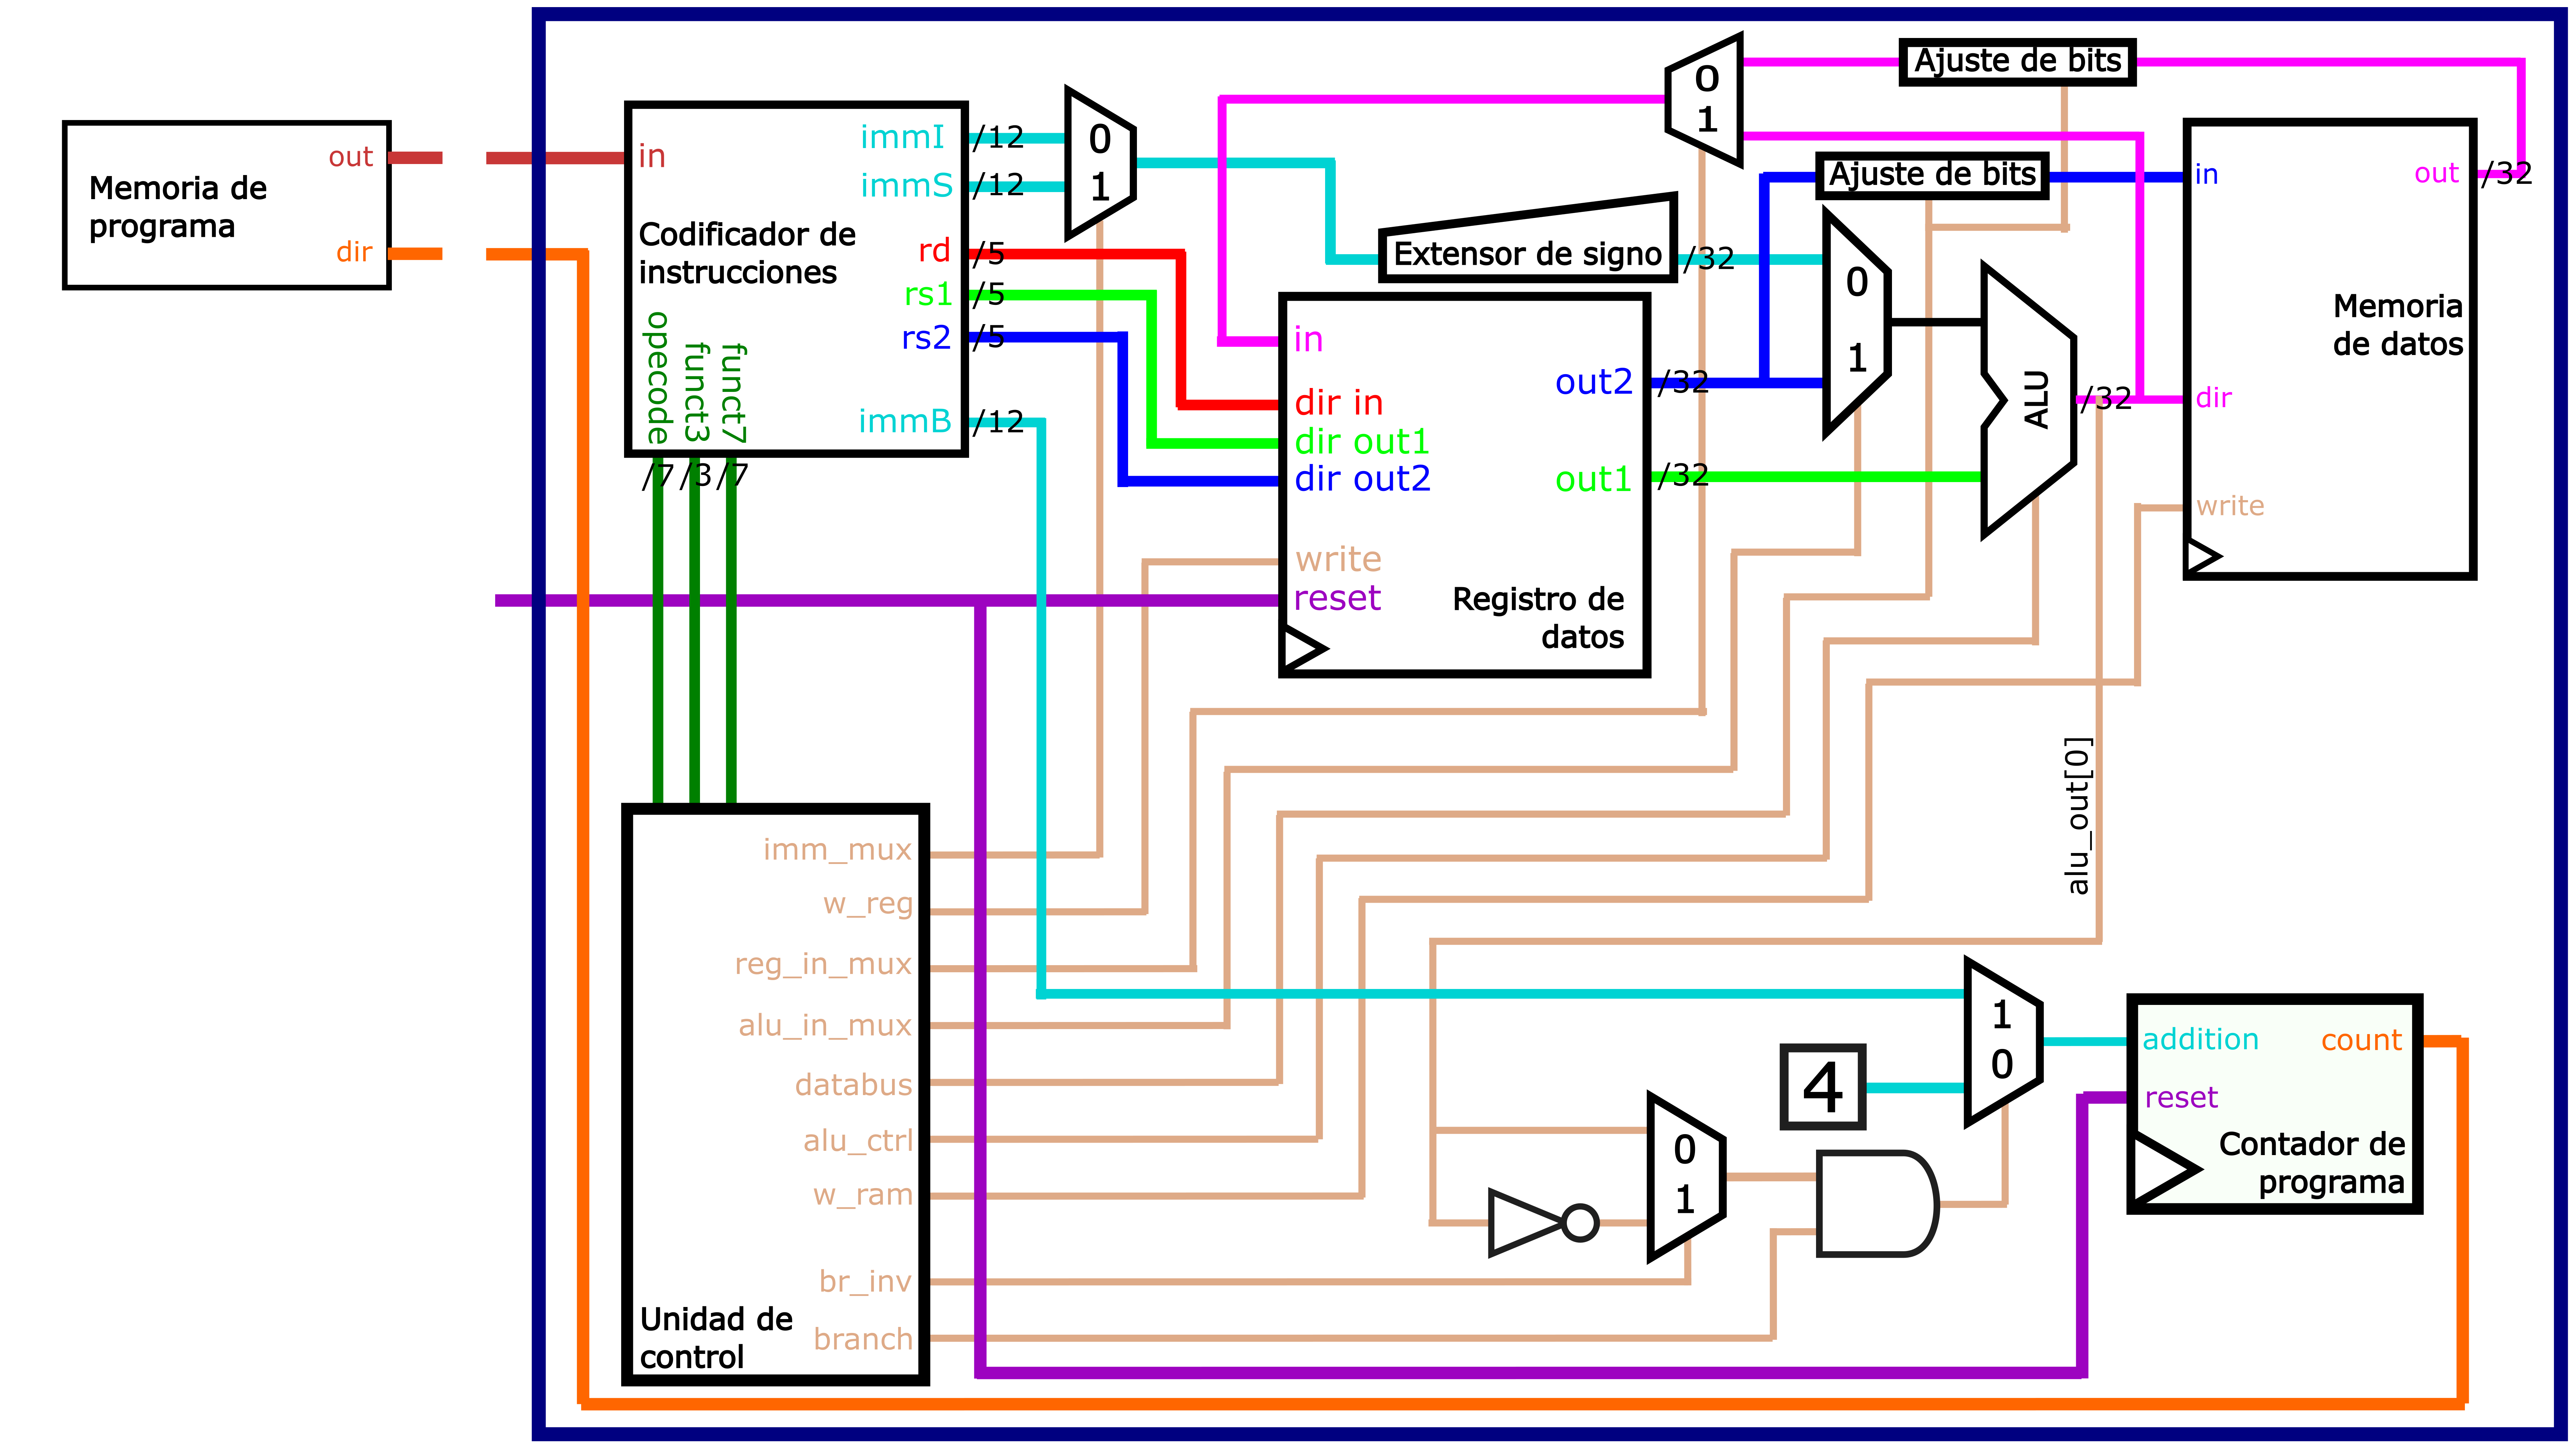 Memoria de
programa
out
dir
in
Codificador de
instrucciones
opecode
funct3
funct7
immI
immS
rd
rs1
rs2
immB
/12
/12
/5
/5
/5
/12
/7
/3
/7
0
1
0
1
Ajuste de bits
Ajuste de bits
Extensor de signo
/32
in
dir in
dir out1
dir out2
write
reset
out2
out1
/32
/32
Registro de
datos
0
1
ALU
/32
in
dir
write
out
/32
Memoria
de datos
alu_out[0]
imm_mux
w_reg
reg_in_mux
alu_in_mux
databus
alu_ctrl
w_ram
br_inv
branch
Unidad de
control
0
1
4
1
0
addition
reset
count
Contador de
programa